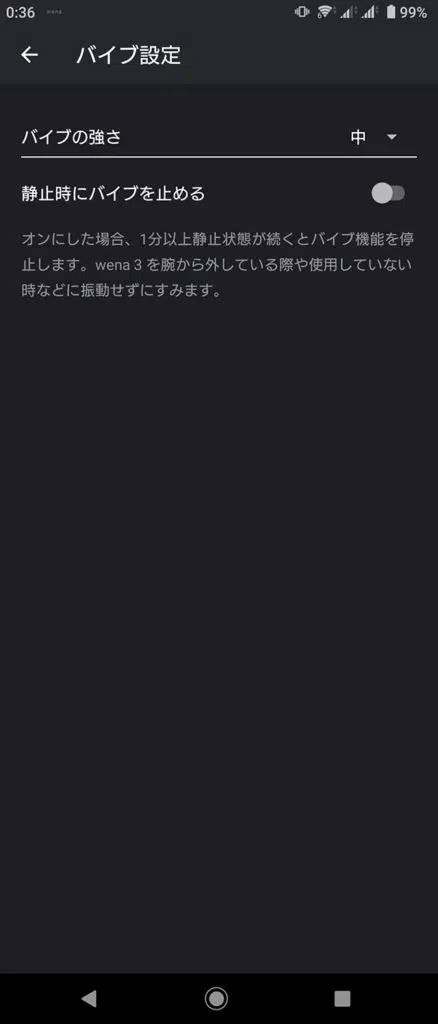 0:36 wena 99%
バイブ設定
バイブの強さ 中
静止時にバイブを止める
オンにした場合、1分以上静止状態が続くとバイブ機能を停
止します。wena 3 を腕から外している際や使用していない
時などに振動せずにすみます。